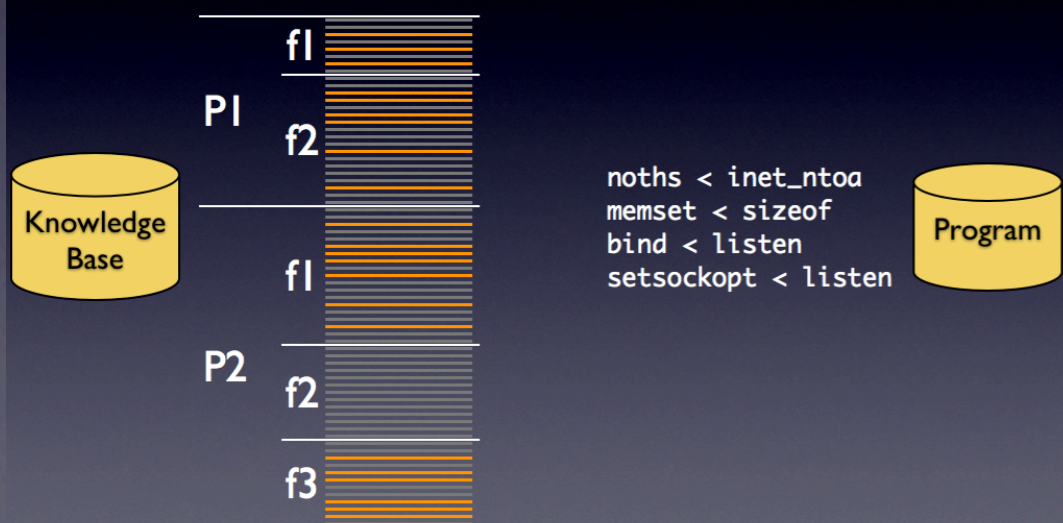 f1
P1
f2
Knowledge
Base
f1
P2
f2
f3
noths < inet_ntoa
memset < sizeof
bind < listen
setsockopt < listen
Program